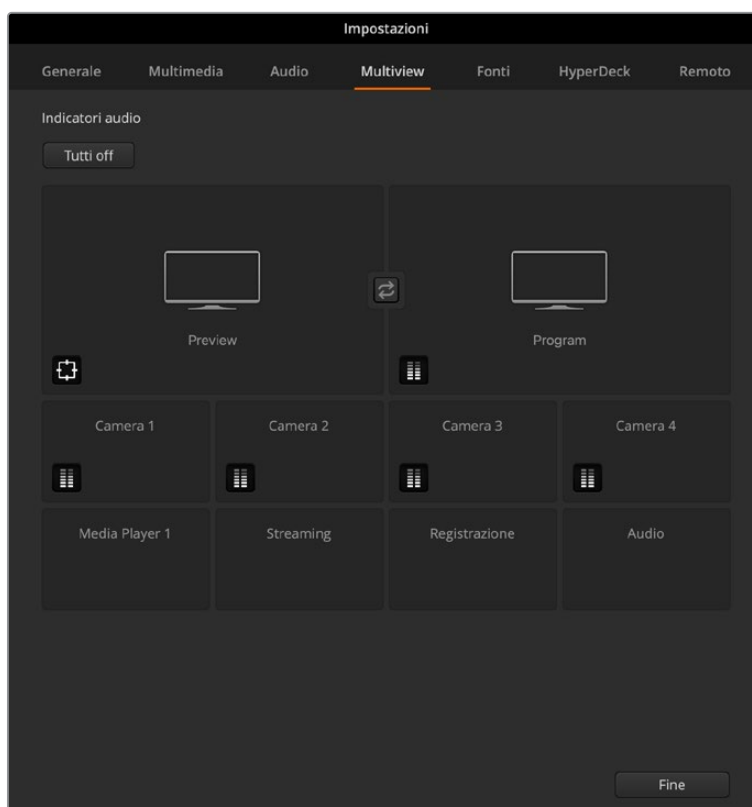 Impostazioni
Generale Multimedia Audio Multiview Fonti HyperDeck Remoto
Indicatori audio
Tutti off
Preview Program
Camera 1 Camera 2 Camera 3 Camera 4
Media Player 1 Streaming Registrazione Audio
Fine